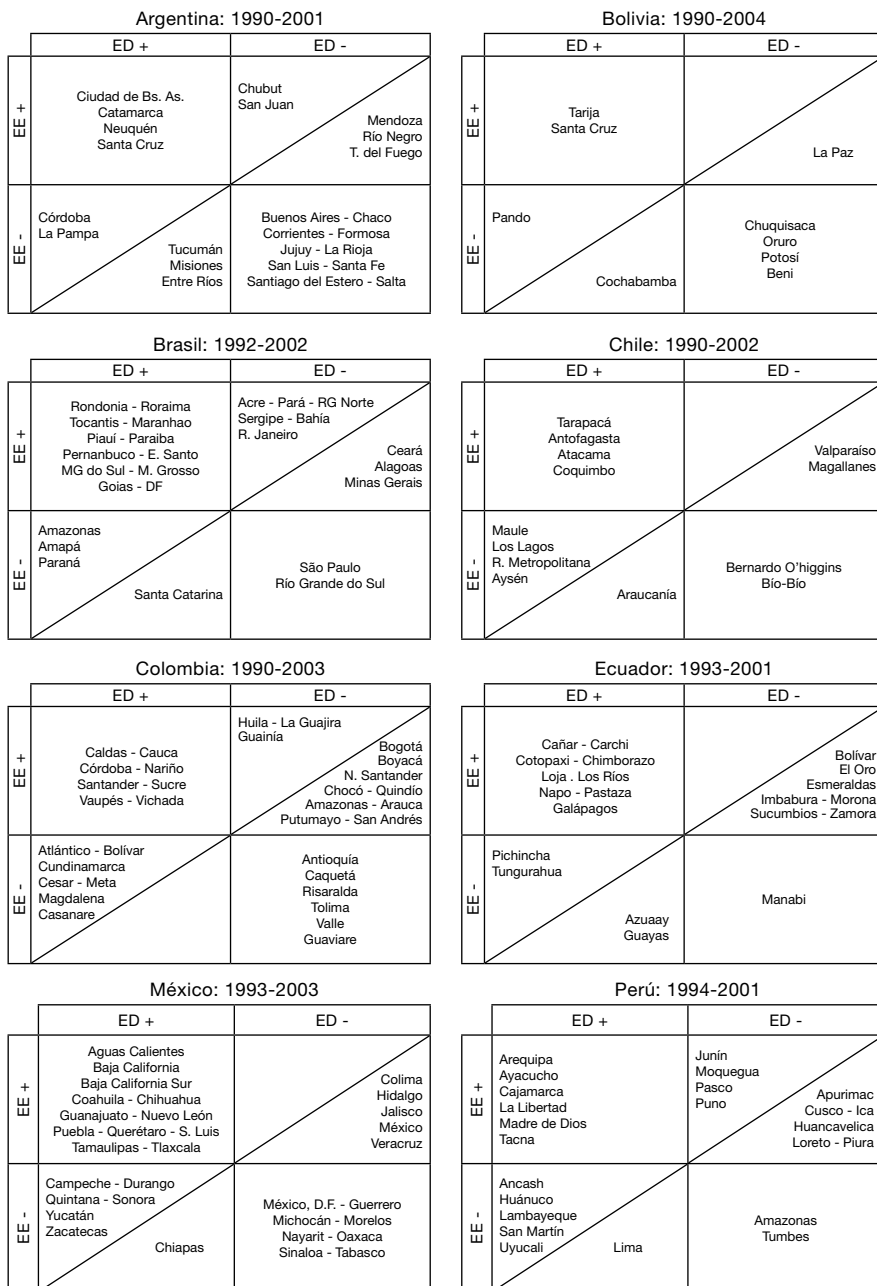 Argentina: 1990-2001
ED +
ED -
EE +
Ciudad de Bs. As.
Catamarca
Neuquén
Santa Cruz
Chubut
San Juan
Mendoza
Río Negro
T. del Fuego
EE -
Córdoba
La Pampa
Tucumán
Misiones
Entre Ríos
Buenos Aires - Chaco
Corrientes - Formosa
Jujuy - La Rioja
San Luis - Santa Fe
Santiago del Estero - Salta
Bolivia: 1990-2004
ED +
ED -
EE +
Tarija
Santa Cruz
La Paz
EE -
Pando
Cochabamba
Chuquisaca
Oruro
Potosí
Beni
Brasil: 1992-2002
ED +
ED -
EE +
Rondonia - Roraima
Tocantis - Maranhao
Piauí - Paraiba
Pernanbuco - E. Santo
MG do Sul - M. Grosso
Goias - DF
Acre - Pará - RG Norte
Sergipe - Bahía
R. Janeiro
Ceará
Alagoas
Minas Gerais
EE -
Amazonas
Amapá
Paraná
Santa Catarina
São Paulo
Río Grande do Sul
Chile: 1990-2002
ED +
ED -
EE +
Tarapacá
Antofagasta
Atacama
Coquimbo
Valparaíso
Magallanes
EE -
Maule
Los Lagos
R. Metropolitana
Aysén
Araucanía
Bernardo O'higgins
Bío-Bío
Colombia: 1990-2003
ED +
ED -
EE +
Caldas - Cauca
Córdoba - Nariño
Santander - Sucre
Vaupés - Vichada
Huila - La Guajira
Guainía
Bogotá
Boyacá
N. Santander
Chocó - Quindío
Amazonas - Arauca
Putumayo - San Andrés
EE -
Atlántico - Bolívar
Cundinamarca
Cesar - Meta
Magdalena
Casanare
Antioquía
Caquetá
Risaralda
Tolima
Valle
Guaviare
Ecuador: 1993-2001
ED +
ED -
EE +
Cañar - Carchi
Cotopaxi - Chimborazo
Loja . Los Ríos
Napo - Pastaza
Galápagos
Bolívar
El Oro
Esmeraldas
Imbabura - Morona
Sucumbios - Zamora
EE -
Pichincha
Tungurahua
Azuaay
Guayas
Manabi
México: 1993-2003
ED +
ED -
EE +
Aguas Calientes
Baja California
Baja California Sur
Coahuila - Chihuahua
Guanajuato - Nuevo León
Puebla - Querétaro - S. Luis
Tamaulipas - Tlaxcala
Colima
Hidalgo
Jalisco
México
Veracruz
EE -
Campeche - Durango
Quintana - Sonora
Yucatán
Zacatecas
Chiapas
México, D.F. - Guerrero
Michocán - Morelos
Nayarit - Oaxaca
Sinaloa - Tabasco
Perú: 1994-2001
ED +
ED -
EE +
Arequipa
Ayacucho
Cajamarca
La Libertad
Madre de Dios
Tacna
Junín
Moquegua
Pasco
Puno
Apurimac
Cusco - Ica
Huancavelica
Loreto - Piura
EE -
Ancash
Huánuco
Lambayeque
San Martín
Uyucali
Lima
Amazonas
Tumbes